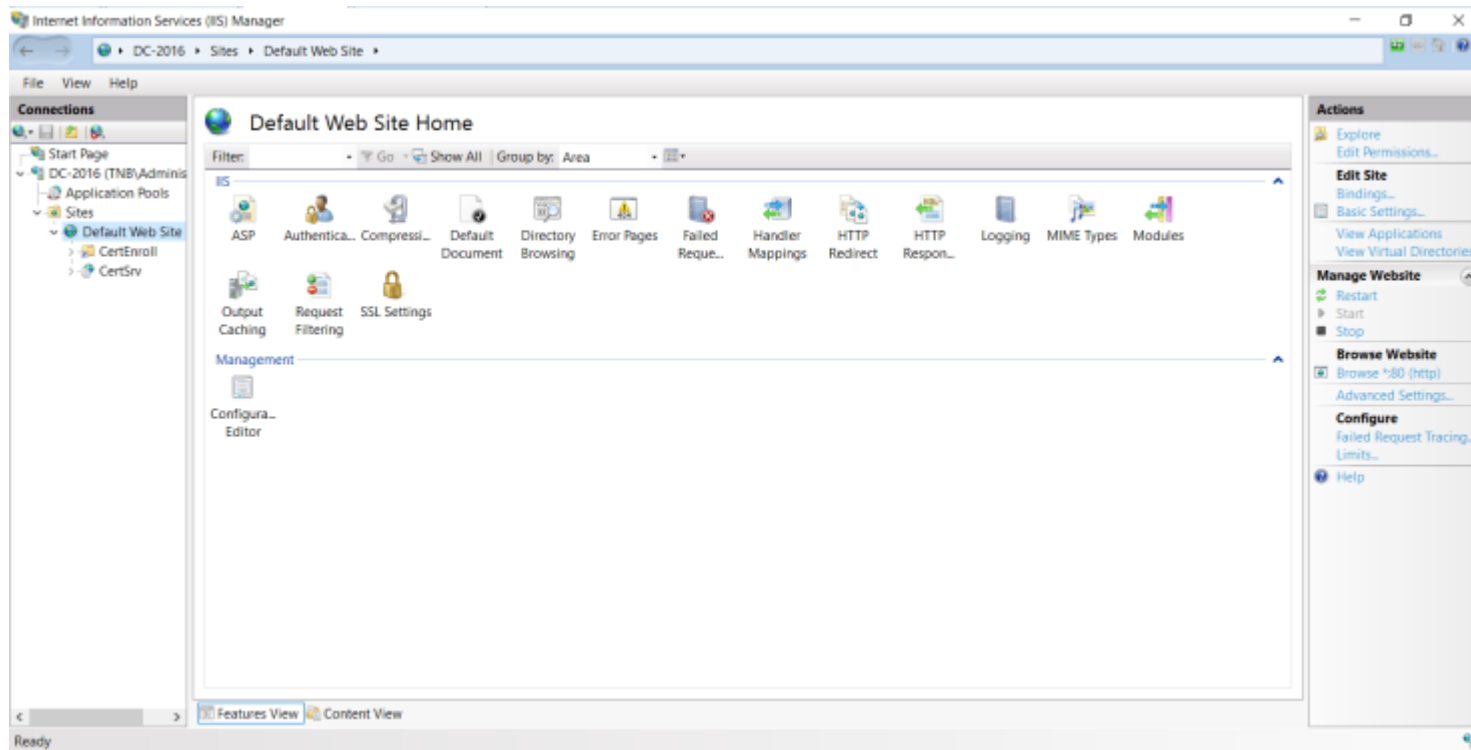 Internet Information Services (IIS) Manager
DC-2016 Sites Default Web Site
File View Help
Connections
Start Page
DC-2016 (TNB\Adminis
Application Pools
Sites
Default Web Site
CertEnroll
CertSrv
Default Web Site Home
Filter: Go Show All Group by: Area
IIS
ASP Authentica... Compressi... Default Document Directory Browsing Error Pages Failed Reque... Handler Mappings HTTP Redirect HTTP Respon... Logging MIME Types Modules
Output Caching Request Filtering SSL Settings
Management
Configura...
Editor
Features View Content View
Actions
Explore
Edit Permissions...
Edit Site
Bindings...
Basic Settings...
View Applications
View Virtual Directories
Manage Website
Restart
Start
Stop
Browse Website
Browse *:80 (http)
Advanced Settings...
Configure
Failed Request Tracing..
Limits...
Help
Ready